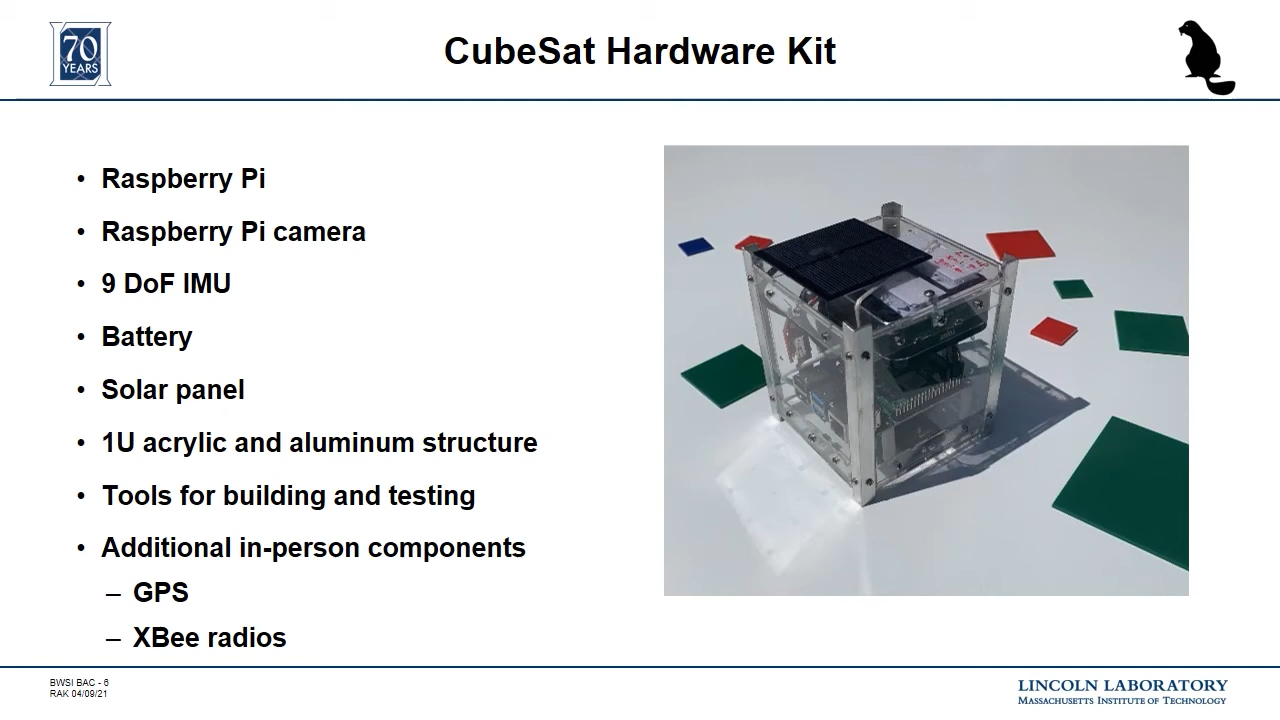 70
YEARS
CubeSat Hardware Kit
• Raspberry Pi
• Raspberry Pi camera
• 9 DoF IMU
• Battery
• Solar panel
• 1U acrylic and aluminum structure
• Tools for building and testing
• Additional in-person components
– GPS
– XBee radios
BWSI BAC - 6
RAK 04/09/21
LINCOLN LABORATORY
MASSACHUSETTS INSTITUTE OF TECHNOLOGY